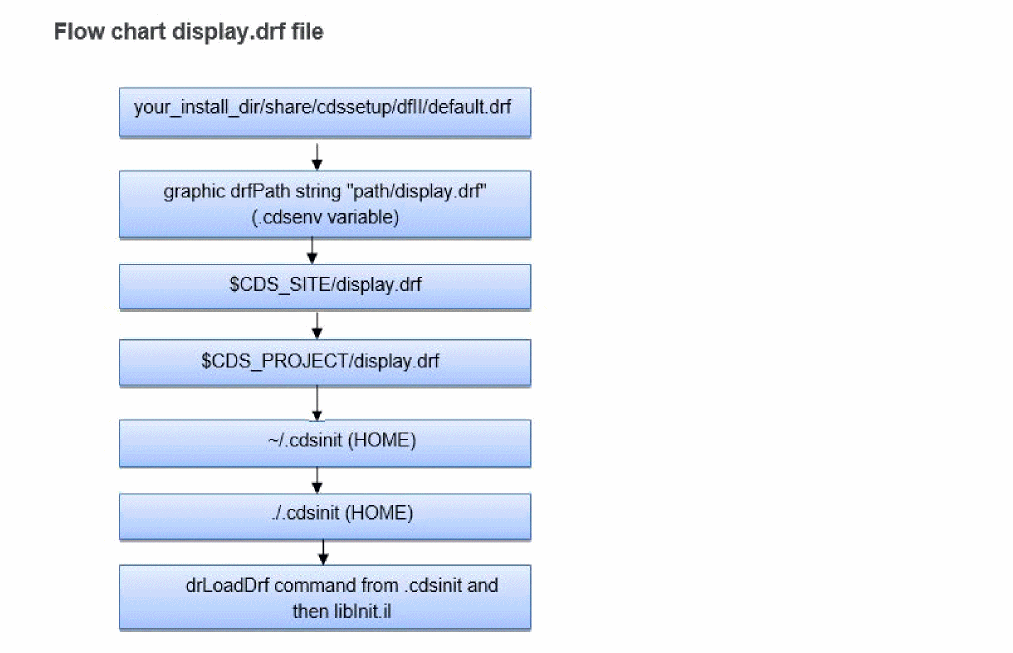 Flow chart display.drf file
your_install_dir/share/cdssetup/dfII/default.drf
graphic drfPath string "path/display.drf"
(.cdsenv variable)
$CDS_SITE/display.drf
$CDS_PROJECT/display.drf
~/.cdsinit (HOME)
./.cdsinit (HOME)
drLoadDrf command from .cdsinit and
then libInit.il